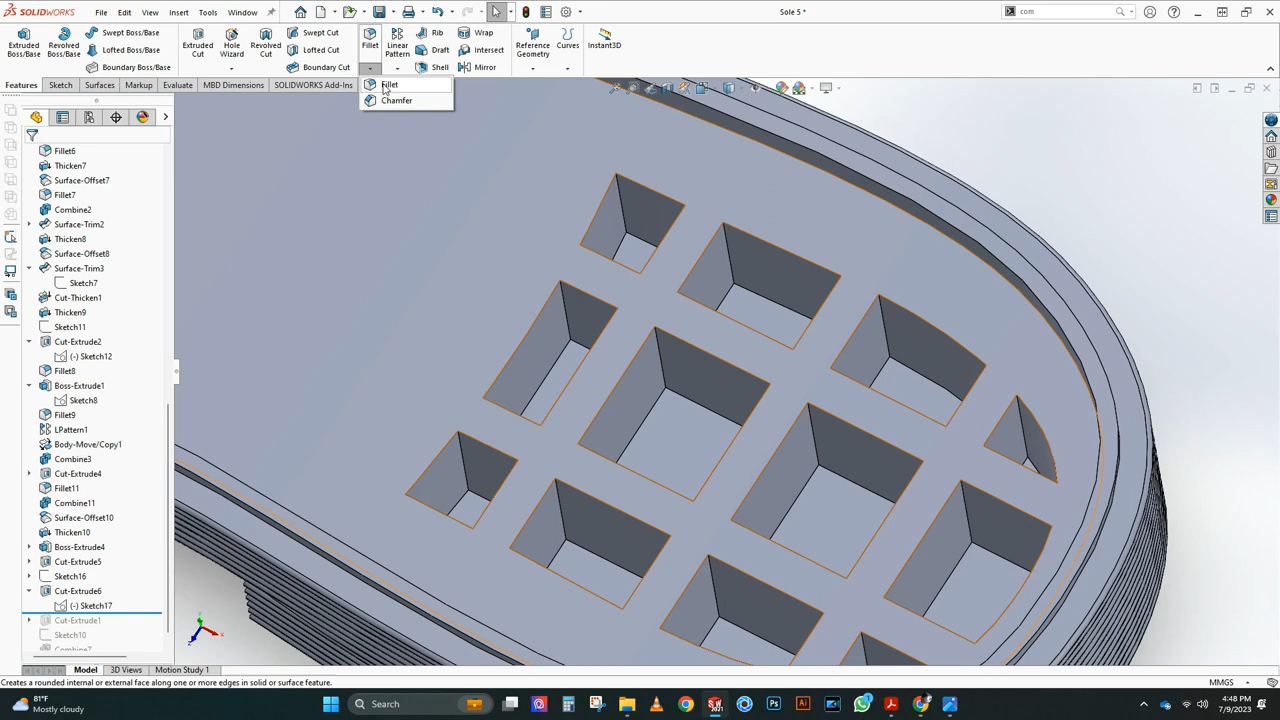 SOLIDWORKS
File
Edit
View
Insert
Tools
Window
Sole 5 *
com
Extruded Boss/Base
Revolved Boss/Base
Swept Boss/Base
Lofted Boss/Base
Boundary Boss/Base
Extruded Cut
Hole Wizard
Revolved Cut
Swept Cut
Lofted Cut
Boundary Cut
Fillet
Linear Pattern
Rib
Draft
Shell
Wrap
Intersect
Mirror
Reference Geometry
Curves
Instant3D
Features
Sketch
Surfaces
Markup
Evaluate
MBD Dimensions
SOLIDWORKS Add-Ins
Fillet
Chamfer
Fillet6
Thicken7
Surface-Offset7
Fillet7
Combine2
Surface-Trim2
Thicken8
Surface-Offset8
Surface-Trim3
Sketch7
Cut-Thicken1
Thicken9
Sketch11
Cut-Extrude2
(-) Sketch12
Fillet8
Boss-Extrude1
Sketch8
Fillet9
LPattern1
Body-Move/Copy1
Combine3
Cut-Extrude4
Fillet11
Combine11
Surface-Offset10
Thicken10
Boss-Extrude4
Cut-Extrude5
Sketch16
Cut-Extrude6
(-) Sketch17
Cut-Extrude1
Sketch10
Combine7
Model
3D Views
Motion Study 1
Creates a rounded internal or external face along one or more edges in solid or surface feature.
MMGS
81°F
Mostly cloudy
Search
4:48 PM
7/9/2023